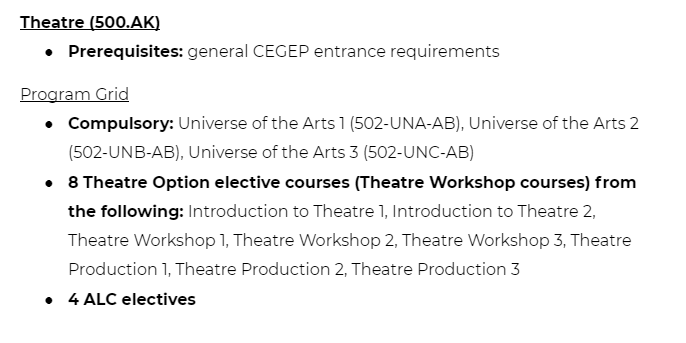 Theatre (500.AK)
● Prerequisites: general CEGEP entrance requirements
Program Grid
● Compulsory: Universe of the Arts 1 (502-UNA-AB), Universe of the Arts 2
(502-UNB-AB), Universe of the Arts 3 (502-UNC-AB)
● 8 Theatre Option elective courses (Theatre Workshop courses) from
the following: Introduction to Theatre 1, Introduction to Theatre 2,
Theatre Workshop 1, Theatre Workshop 2, Theatre Workshop 3, Theatre
Production 1, Theatre Production 2, Theatre Production 3
● 4 ALC electives